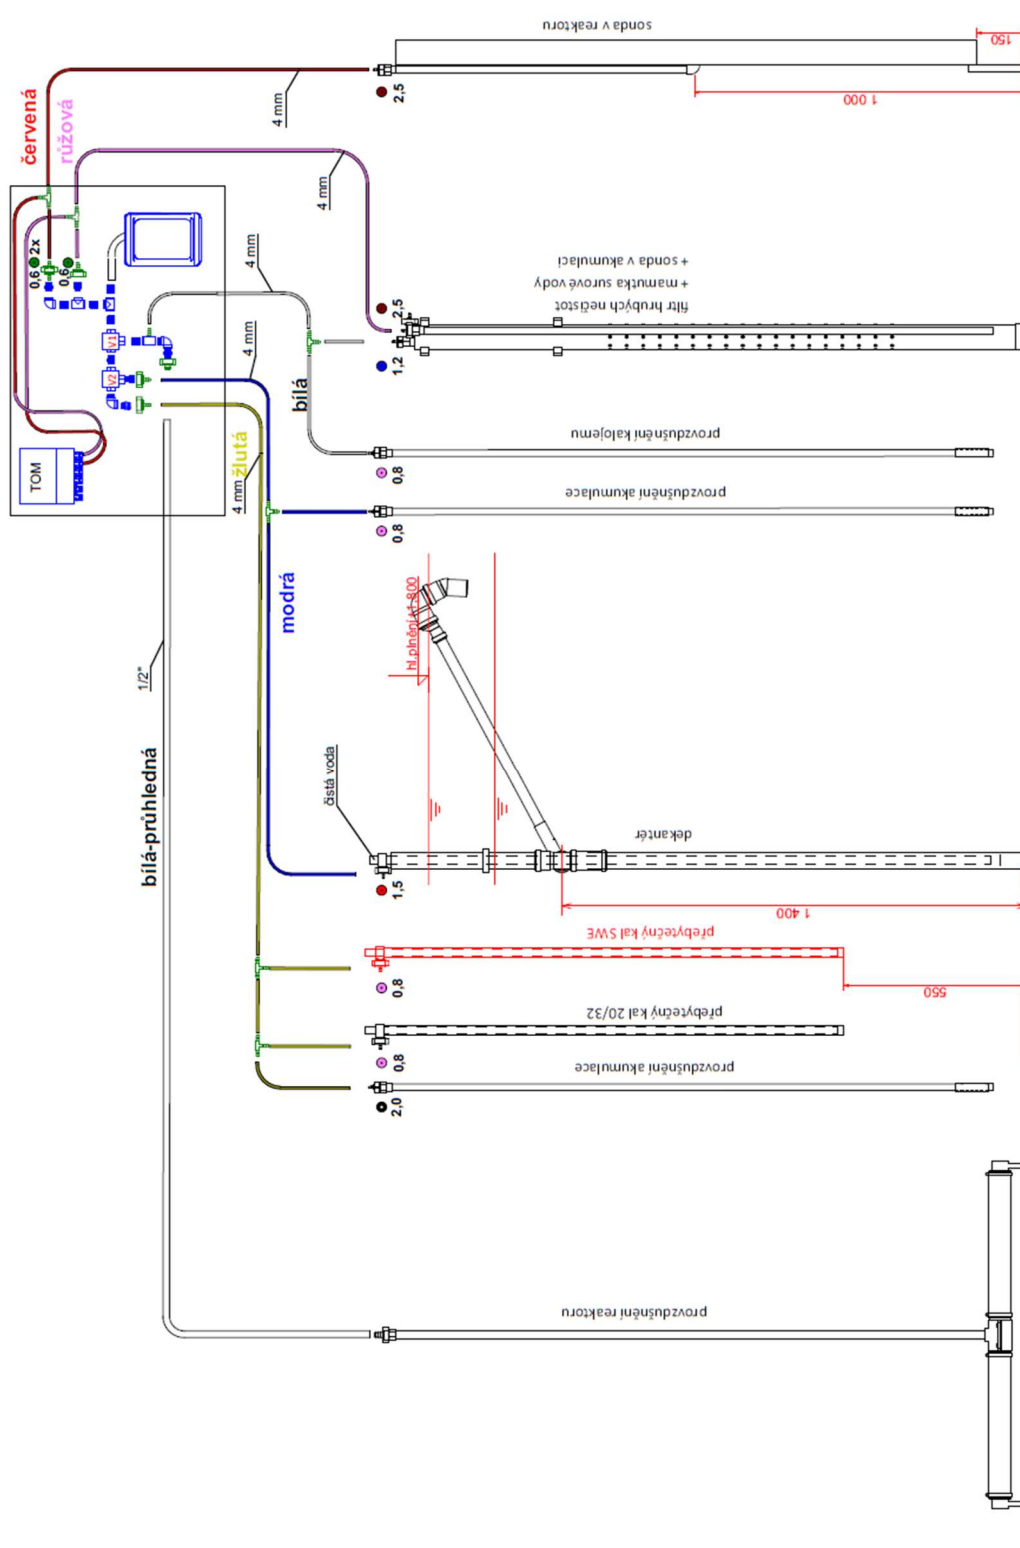 sonda v reaktoru
150
1 000
2,5
4 mm
červená
růžová
4 mm
0,6 2x
0,6
V1
V2
TOM
4 mm
4 mm
4 mm
žlutá
bílá
modrá
filtr hrubých nečistot
+ mamutka surové vody
+ sonda v akumulaci
2,5
1,2
provzdušnění kalojemu
0,8
provzdušnění akumulace
0,8
hl.plnění+1.800
1/2"
bílá-průhledná
čistá voda
dekantér
1,5
1 400
přebytečný kal SWE
0,8
550
přebytečný kal 20/32
0,8
provzdušnění akumulace
2,0
provzdušnění reaktoru